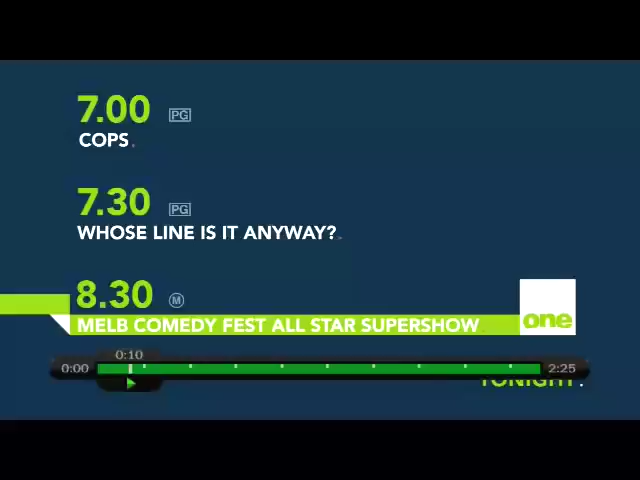 7.00 PG
COPS.
7.30 PG
WHOSE LINE IS IT ANYWAY?.
8.30 M
MELB COMEDY FEST ALL STAR SUPERSHOW.
one
0:10
0:00 2:25
TONIGHT.